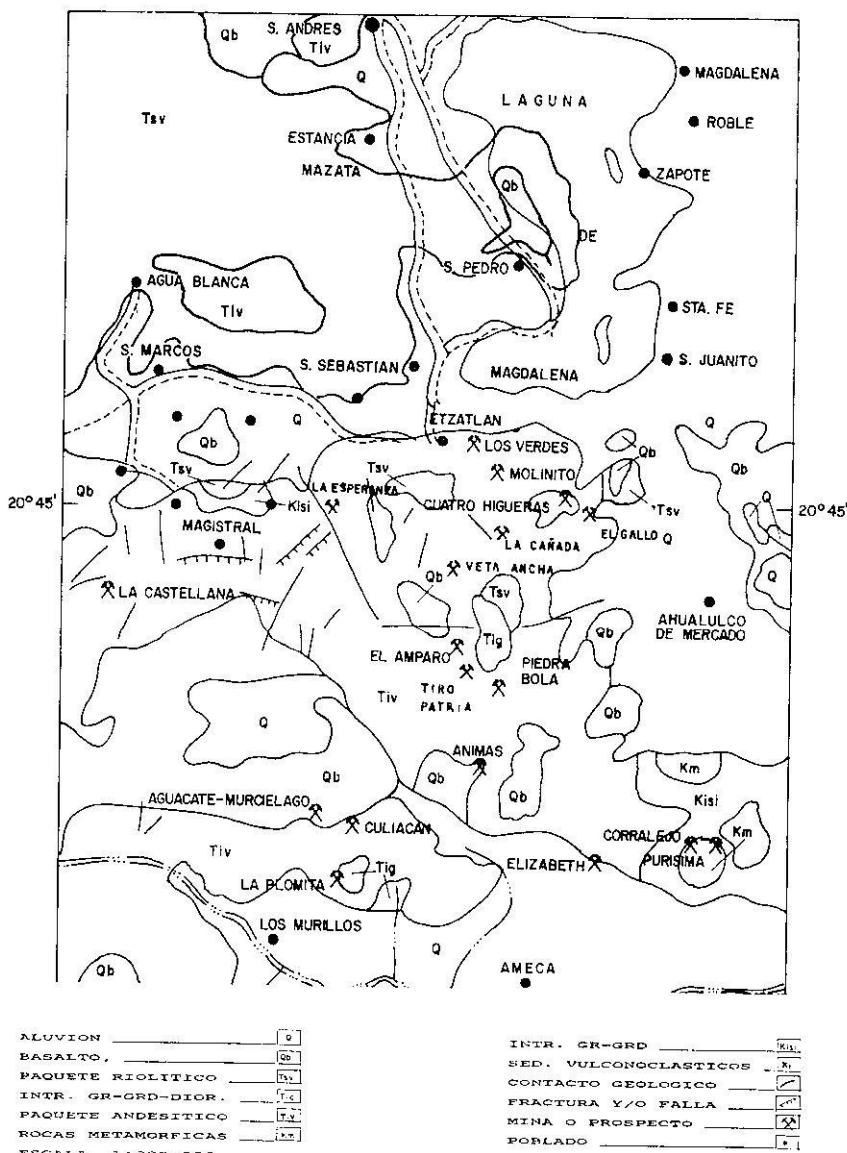 S. ANDRES
Qb
Tiv
Q
MAGDALENA
LAGUNA
Tsv
ROBLE
ESTANCIA
MAZATA
ZAPOTE
Qb
DE
S. PEDRO
AGUA BLANCA
Tiv
STA. FE
S. MARCOS
S. SEBASTIAN
MAGDALENA
S. JUANITO
ETZATLAN
Q
Q
Qb
LOS VERDES
Qb
Qb
Tsv
Tsv
MOLINITO
Qb
LA ESPERANZA
Q
20°45'
Kisi
CUATRO HIGUERAS
Tsv
20°45'
MAGISTRAL
LA CAÑADA
EL GALLO
Q
VETA ANCHA
Qb
Tsv
Q
LA CASTELLANA
AHUALULCO
DE MERCADO
Tig
Qb
EL AMPARO
PIEDRA
BOLA
TIRO
PATRIA
Tiv
Q
Qb
ANIMAS
Qb
Qb
Km
Qb
Kisi
AGUACATE-MURCIELAGO
CULIACAN
CORRALEJO
Km
Tiv
ELIZABETH
PURISIMA
Tig
LA PLOMITA
LOS MURILLOS
Q
Qb
AMECA
ALUVION Q
BASALTO, Qb
PAQUETE RIOLITICO Tsv
INTR. GR-GRD-DIOR.
PAQUETE ANDESITICO
ROCAS METAMORFICAS Km
INTR. GR-GRD Kisi
SED. VULCONOCLASTICOS
CONTACTO GEOLOGICO
FRACTURA Y/O FALLA
MINA O PROSPECTO
POBLADO